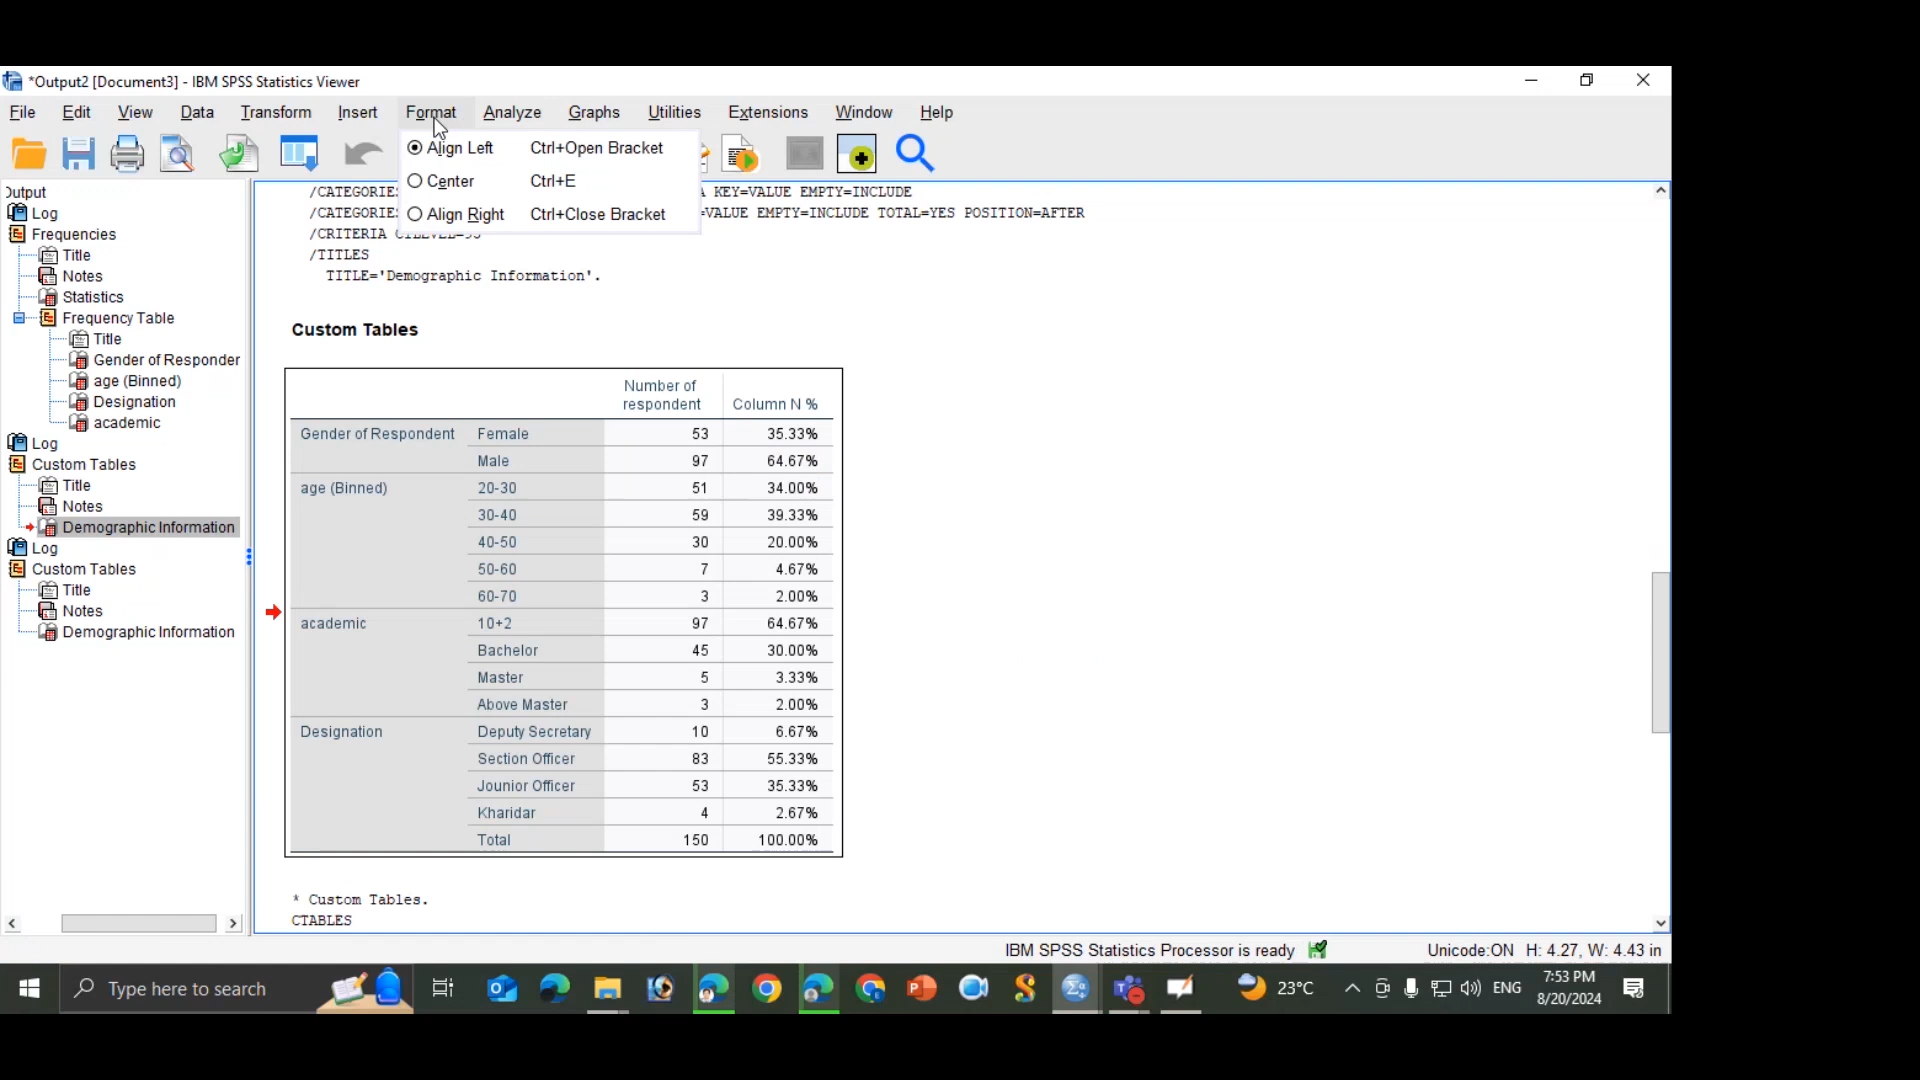 *Output2 [Document3] - IBM SPSS Statistics Viewer
File Edit View Data Transform Insert Format Analyze Graphs Utilities Extensions Window Help
Align Left Ctrl+Open Bracket
Center Ctrl+E
Align Right Ctrl+Close Bracket
Output
Log
Frequencies
Title
Notes
Statistics
Frequency Table
Title
Gender of Responder
age (Binned)
Designation
academic
Log
Custom Tables
Title
Notes
Demographic Information
Log
Custom Tables
Title
Notes
Demographic Information
/CATEGORIES KEY=VALUE EMPTY=INCLUDE
/CATEGORIES =VALUE EMPTY=INCLUDE TOTAL=YES POSITION=AFTER
/CRITERIA CILEVEL=95
/TITLES
TITLE='Demographic Information'.
Custom Tables
Number of respondent Column N %
Gender of Respondent Female 53 35.33%
Male 97 64.67%
age (Binned) 20-30 51 34.00%
30-40 59 39.33%
40-50 30 20.00%
50-60 7 4.67%
60-70 3 2.00%
academic 10+2 97 64.67%
Bachelor 45 30.00%
Master 5 3.33%
Above Master 3 2.00%
Designation Deputy Secretary 10 6.67%
Section Officer 83 55.33%
Jounior Officer 53 35.33%
Kharidar 4 2.67%
Total 150 100.00%
* Custom Tables.
CTABLES
IBM SPSS Statistics Processor is ready Unicode:ON H: 4.27, W: 4.43 in
Type here to search 23°C ENG 7:53 PM
8/20/2024